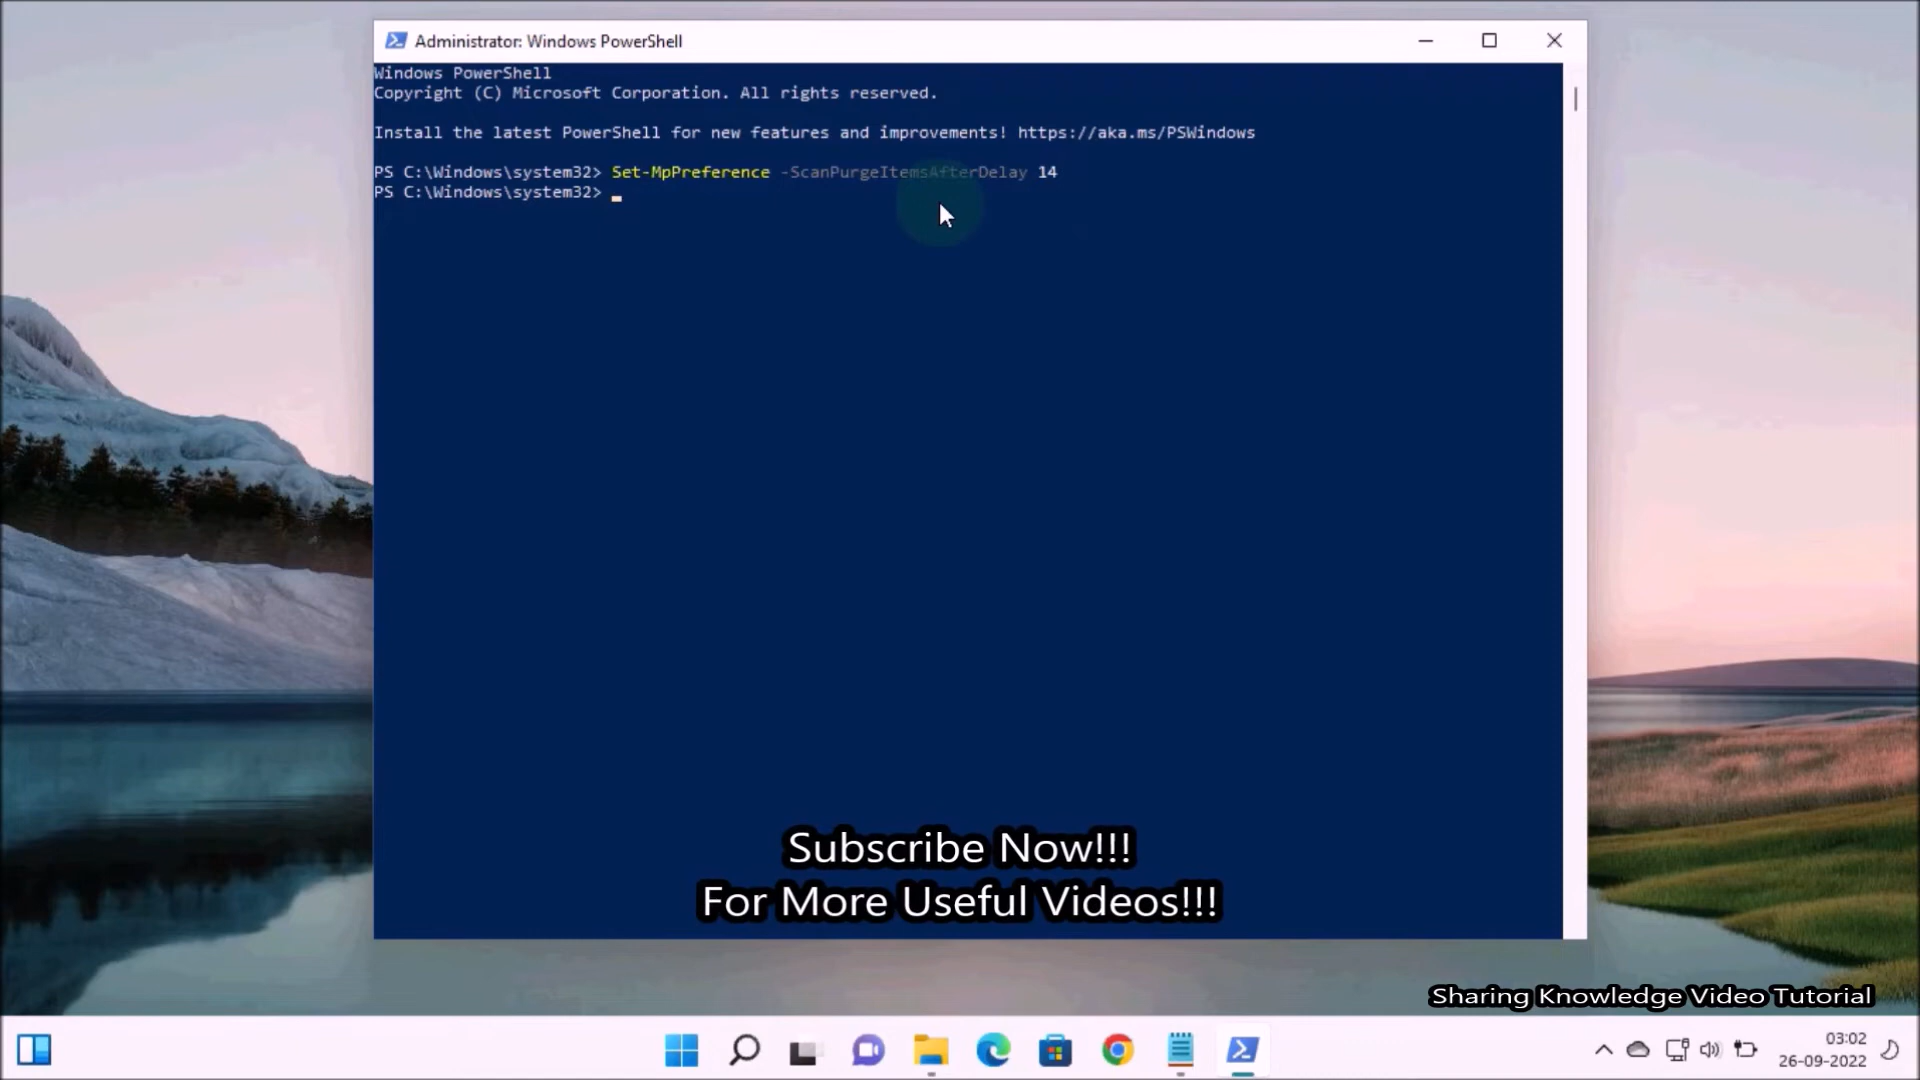 Administrator: Windows PowerShell
Windows PowerShell
Copyright (C) Microsoft Corporation. All rights reserved.
Install the latest PowerShell for new features and improvements! https://aka.ms/PSWindows
PS C:\Windows\system32> Set-MpPreference -ScanPurgeItemsAfterDelay 14
PS C:\Windows\system32>
Subscribe Now!!!
For More Useful Videos!!!
Sharing Knowledge Video Tutorial
03:02
26-09-2022